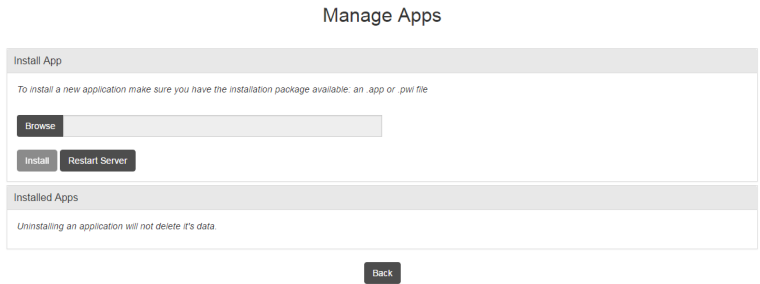 Manage Apps
Install App
To install a new application make sure you have the installation package available: an .app or .pwi file
Browse
Install Restart Server
Installed Apps
Uninstalling an application will not delete it's data.
Back